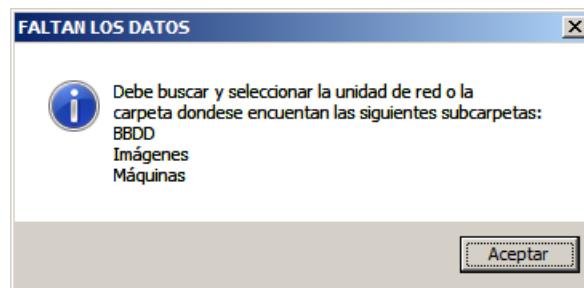 FALTAN LOS DATOS
Debe buscar y seleccionar la unidad de red o la
carpeta dondese encuentan las siguientes subcarpetas:
BBDD
Imágenes
Máquinas
Aceptar